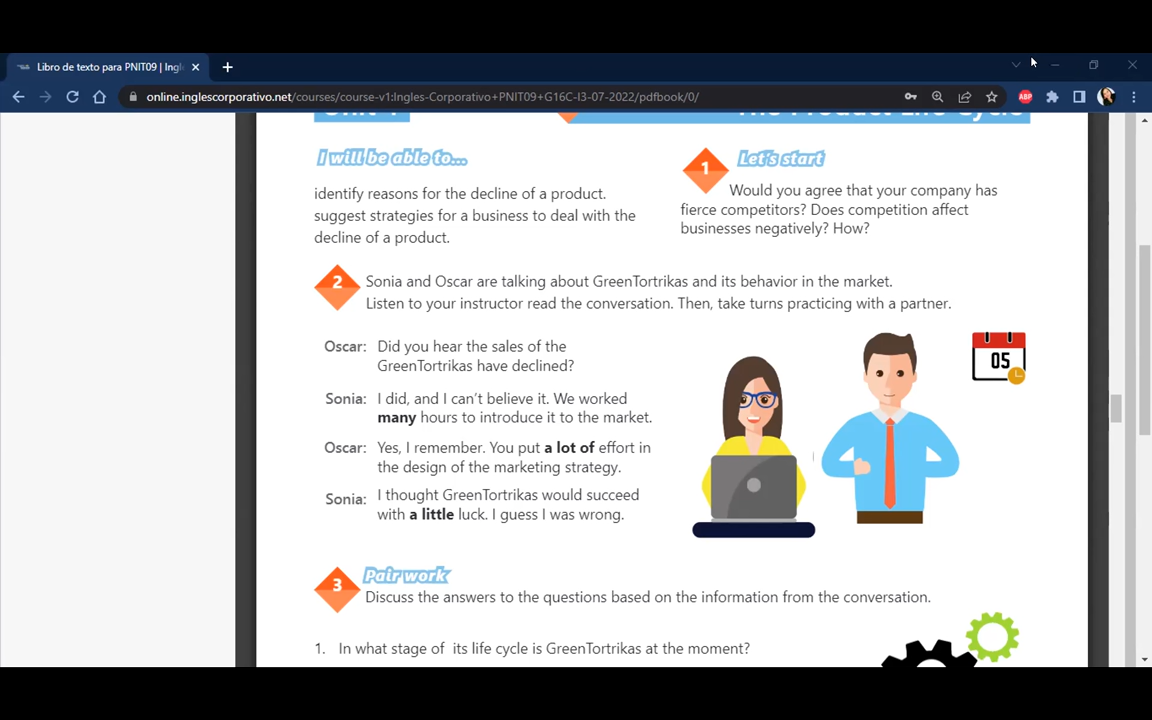 Libro de texto para PNIT09 | Ingl
online.inglescorporativo.net/courses/course-v1:Ingles-Corporativo+PNIT09+G16C-I3-07-2022/pdfbook/0/
ABP
The Product Life Cycle
I will be able to...
identify reasons for the decline of a product.
suggest strategies for a business to deal with the
decline of a product.
1
Let's start
Would you agree that your company has
fierce competitors? Does competition affect
businesses negatively? How?
2
Sonia and Oscar are talking about GreenTortrikas and its behavior in the market.
Listen to your instructor read the conversation. Then, take turns practicing with a partner.
Oscar: Did you hear the sales of the
GreenTortrikas have declined?
Sonia: I did, and I can't believe it. We worked
many hours to introduce it to the market.
Oscar: Yes, I remember. You put a lot of effort in
the design of the marketing strategy.
Sonia: I thought GreenTortrikas would succeed
with a little luck. I guess I was wrong.
05
3
Pair work
Discuss the answers to the questions based on the information from the conversation.
1. In what stage of its life cycle is GreenTortrikas at the moment?